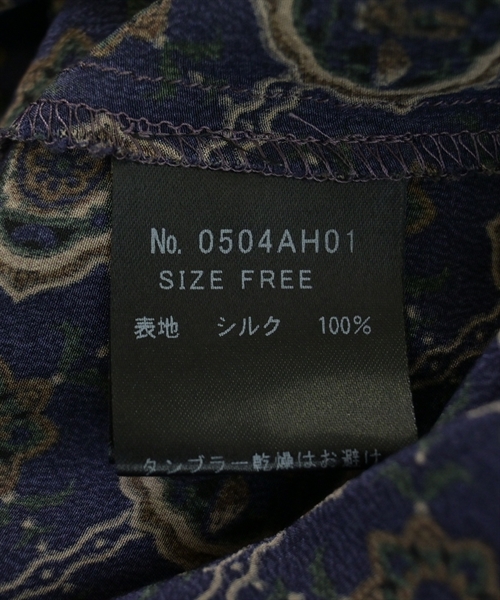 No. 0504AH01
SIZE FREE
表地 シルク 100%
タンブラー乾燥はお避け